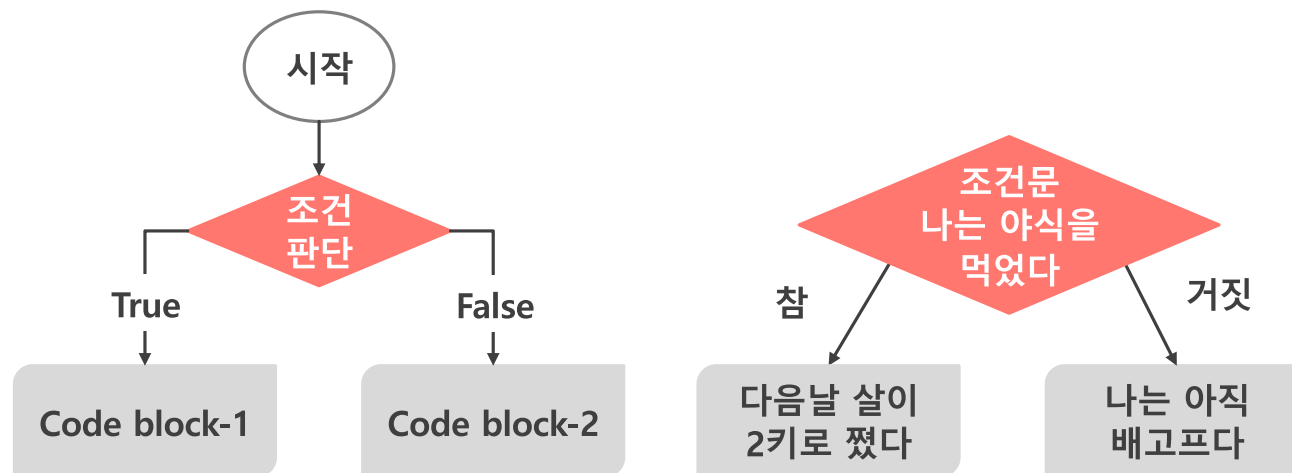 시작
조건
판단
True
False
Code block-1
Code block-2
조건문
나는 야식을
먹었다
참
거짓
다음날 살이
2키로 쪘다
나는 아직
배고프다